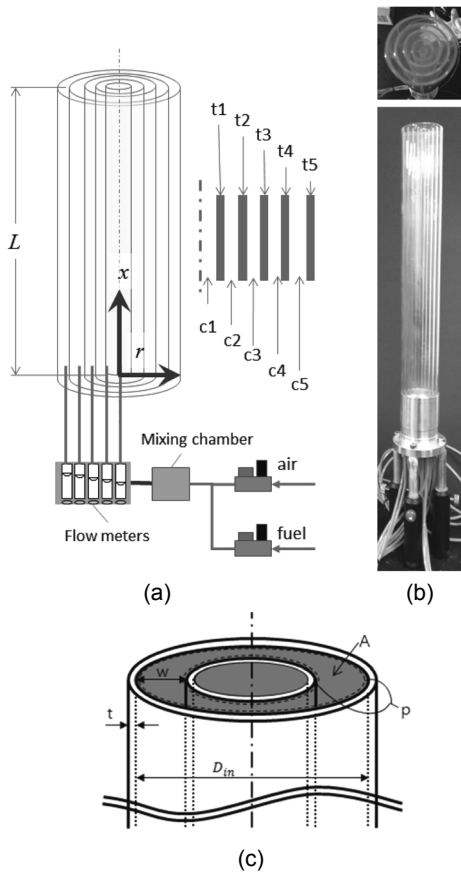 t1
t2
t3
t4
t5
L
x
r
c1
c2
c3
c4
c5
Mixing chamber
air
Flow meters
fuel
(a)
(b)
A
w
t
p
D_in
(c)